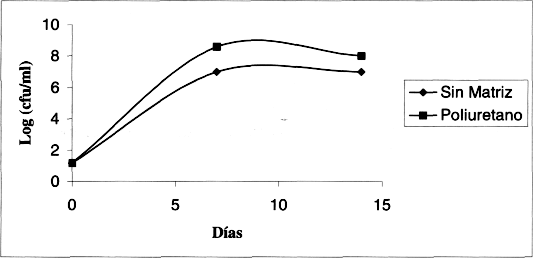 10
8
6
4
2
0
Log (cfu/ml)
0 5 10 15
Días
Sin Matriz
Poliuretano